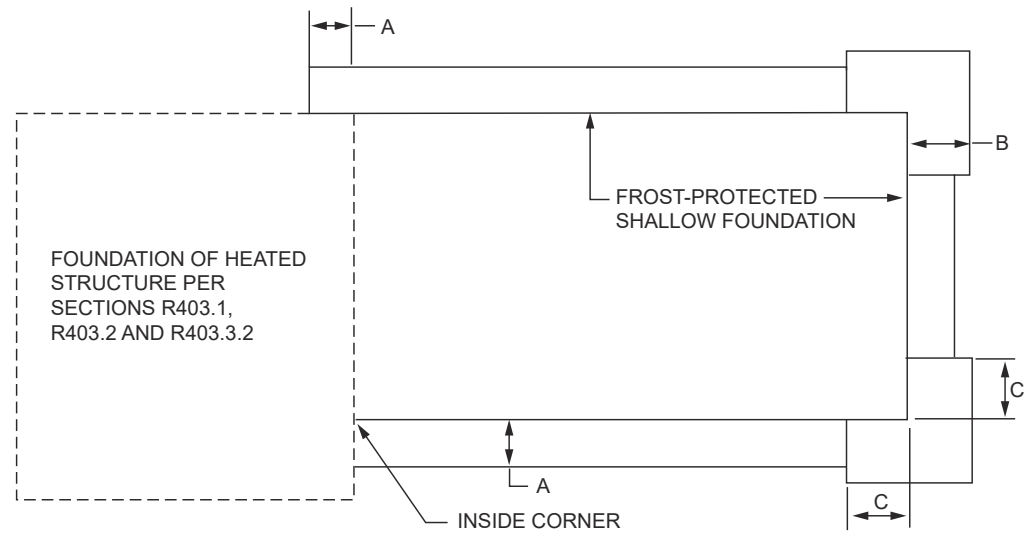 A
B
FROST-PROTECTED
SHALLOW FOUNDATION
FOUNDATION OF HEATED
STRUCTURE PER
SECTIONS R403.1,
R403.2 AND R403.3.2
C
A
C
INSIDE CORNER